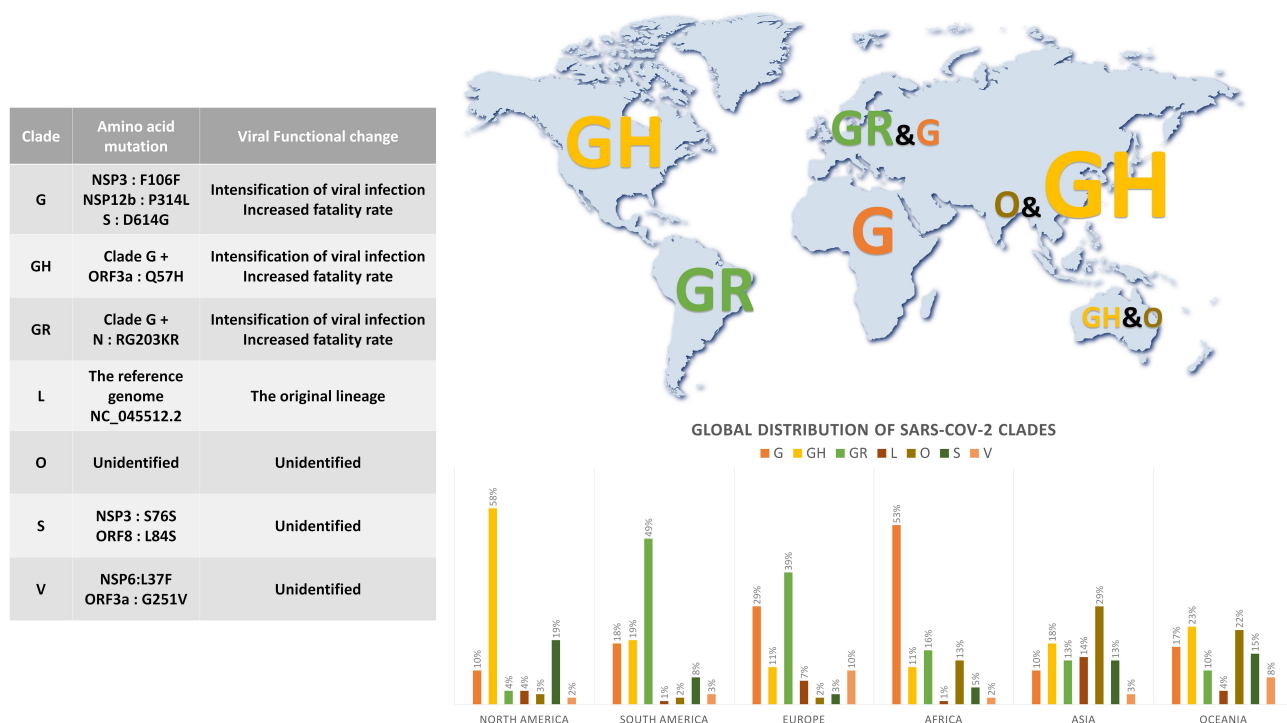 Clade Amino acid mutation Viral Functional change
G
NSP3 : F106F
NSP12b : P314L
S : D614G
Intensification of viral infection
Increased fatality rate
GH
Clade G +
ORF3a : Q57H
Intensification of viral infection
Increased fatality rate
GR
Clade G +
N : RG203KR
Intensification of viral infection
Increased fatality rate
L
The reference
genome
NC_045512.2
The original lineage
O
Unidentified
Unidentified
S
NSP3 : S76S
ORF8 : L84S
Unidentified
V
NSP6:L37F
ORF3a : G251V
Unidentified
GH
GR&G
O&GH
G
GR
GH&O
GLOBAL DISTRIBUTION OF SARS-COV-2 CLADES
G GH GR L O S V
10% 58% 4% 4% 3% 19% 2%
18% 19% 49% 1% 2% 8% 3%
29% 11% 39% 7% 2% 3% 10%
53% 11% 16% 1% 13% 5% 2%
10% 18% 13% 14% 29% 13% 3%
17% 23% 10% 4% 22% 15% 8%
NORTH AMERICA SOUTH AMERICA EUROPE AFRICA ASIA OCEANIA